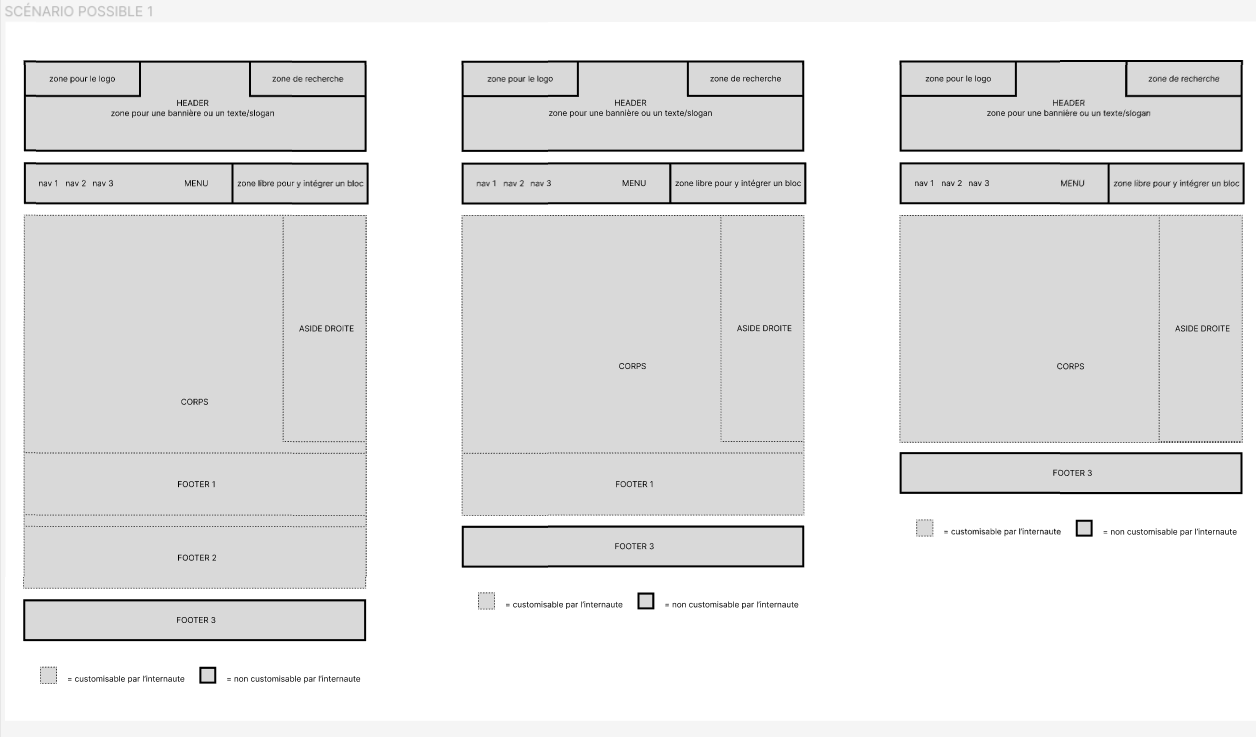 SCÉNARIO POSSIBLE 1
zone pour le logo
zone de recherche
HEADER
zone pour une bannière ou un texte/slogan
nav 1 nav 2 nav 3
MENU
zone libre pour y intégrer un bloc
ASIDE DROITE
CORPS
FOOTER 1
FOOTER 2
FOOTER 3
= customisable par l'internaute
= non customisable par l'internaute
zone pour le logo
zone de recherche
HEADER
zone pour une bannière ou un texte/slogan
nav 1 nav 2 nav 3
MENU
zone libre pour y intégrer un bloc
ASIDE DROITE
CORPS
FOOTER 1
FOOTER 3
= customisable par l'internaute
= non customisable par l'internaute
zone pour le logo
zone de recherche
HEADER
zone pour une bannière ou un texte/slogan
nav 1 nav 2 nav 3
MENU
zone libre pour y intégrer un bloc
ASIDE DROITE
CORPS
FOOTER 3
= customisable par l'internaute
= non customisable par l'internaute